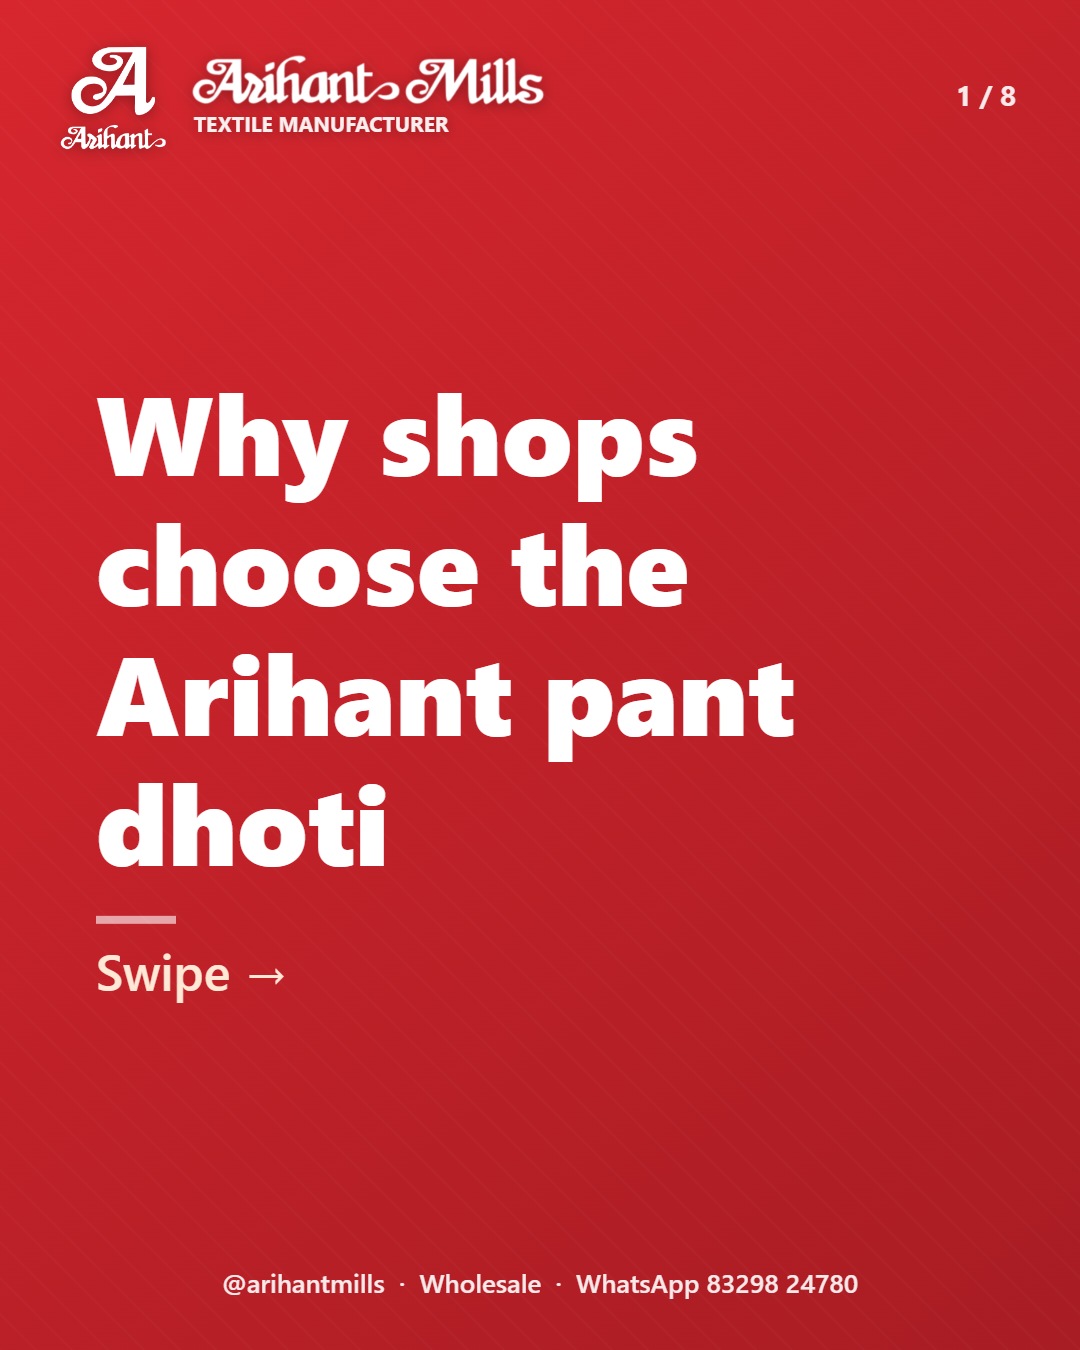 A
Arihant
Arihant Mills
TEXTILE MANUFACTURER
1 / 8
Why shops
choose the
Arihant pant
dhoti
Swipe →
@arihantmills · Wholesale · WhatsApp 83298 24780